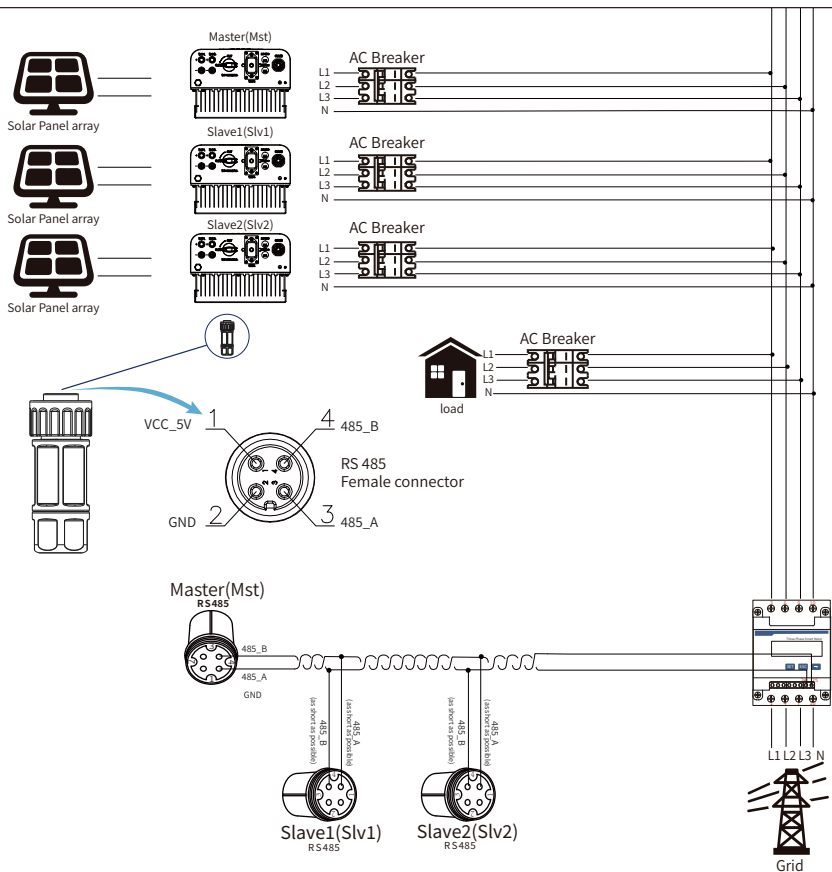 Master(Mst)
Solar Panel array
AC Breaker
L1
L2
L3
N
Slave1(Slv1)
Solar Panel array
AC Breaker
L1
L2
L3
N
Slave2(Slv2)
Solar Panel array
AC Breaker
L1
L2
L3
N
AC Breaker
L1
L2
L3
N
load
VCC_5V
1
4
485_B
RS 485
Female connector
GND
2
3
485_A
1
4
2
3
Master(Mst)
RS485
485_B
485_A
GND
485_B
(as short as possible)
485_A
(as short as possible)
485_B
(as short as possible)
485_A
(as short as possible)
Slave1(Slv1)
RS485
Slave2(Slv2)
RS485
L1 L2 L3 N
Grid